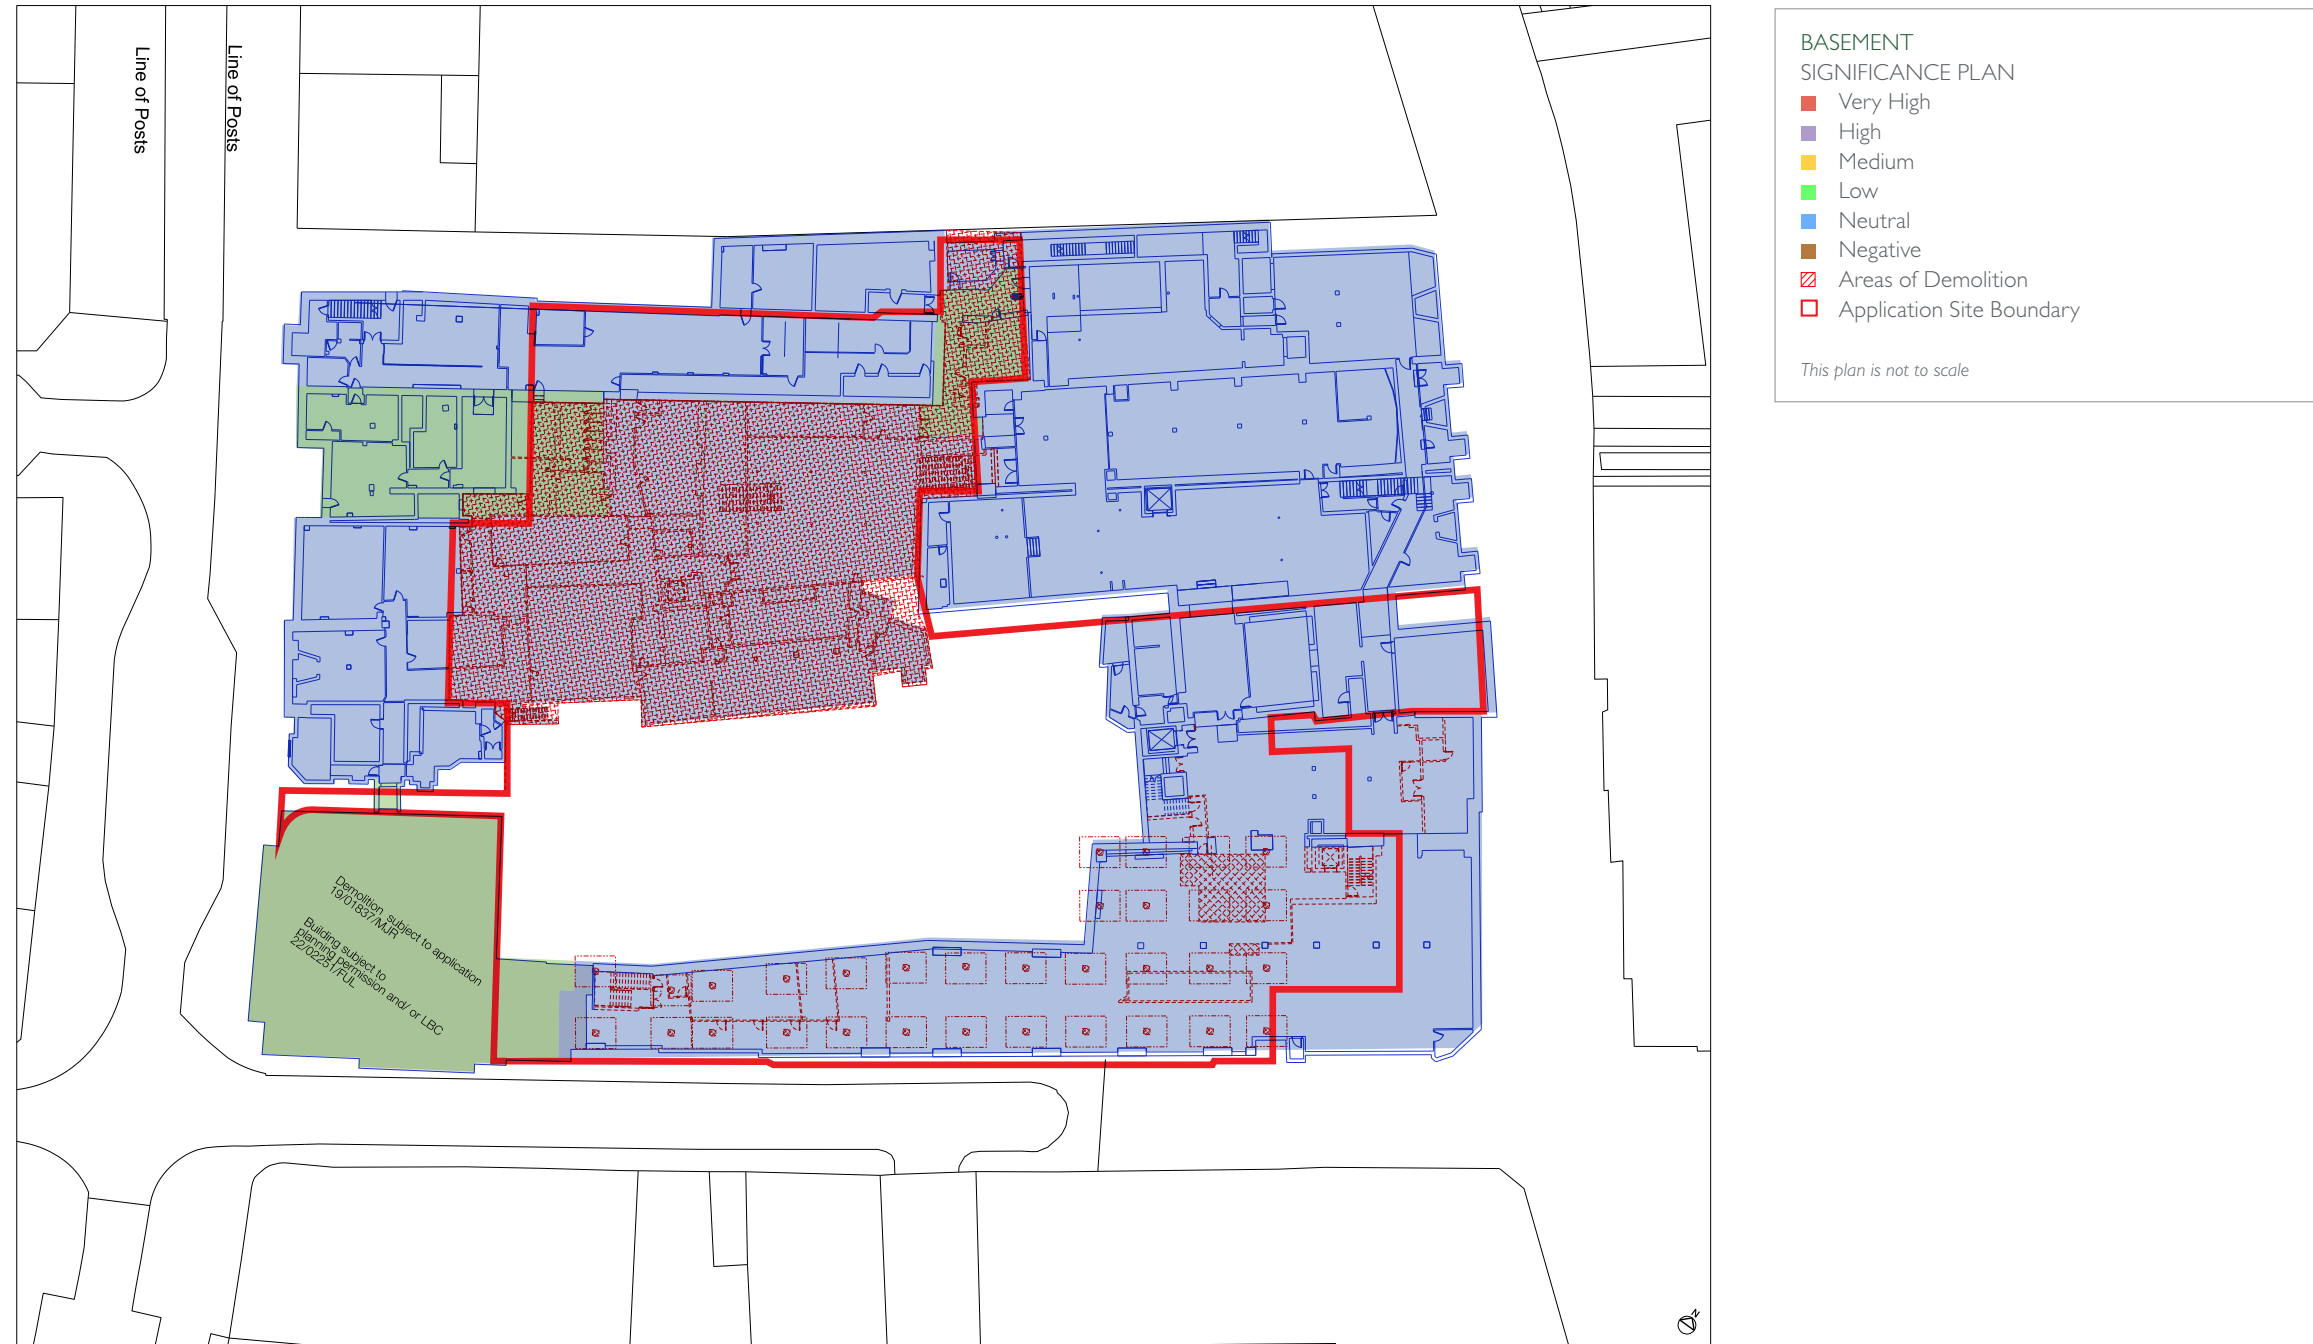 Line of Posts
Line of Posts
BASEMENT
SIGNIFICANCE PLAN
Very High
High
Medium
Low
Neutral
Negative
Areas of Demolition
Application Site Boundary
This plan is not to scale
Demolition subject to application
19/01837/MJR
Building subject to
planning permission and/ or LBC
22/02251/FUL
N